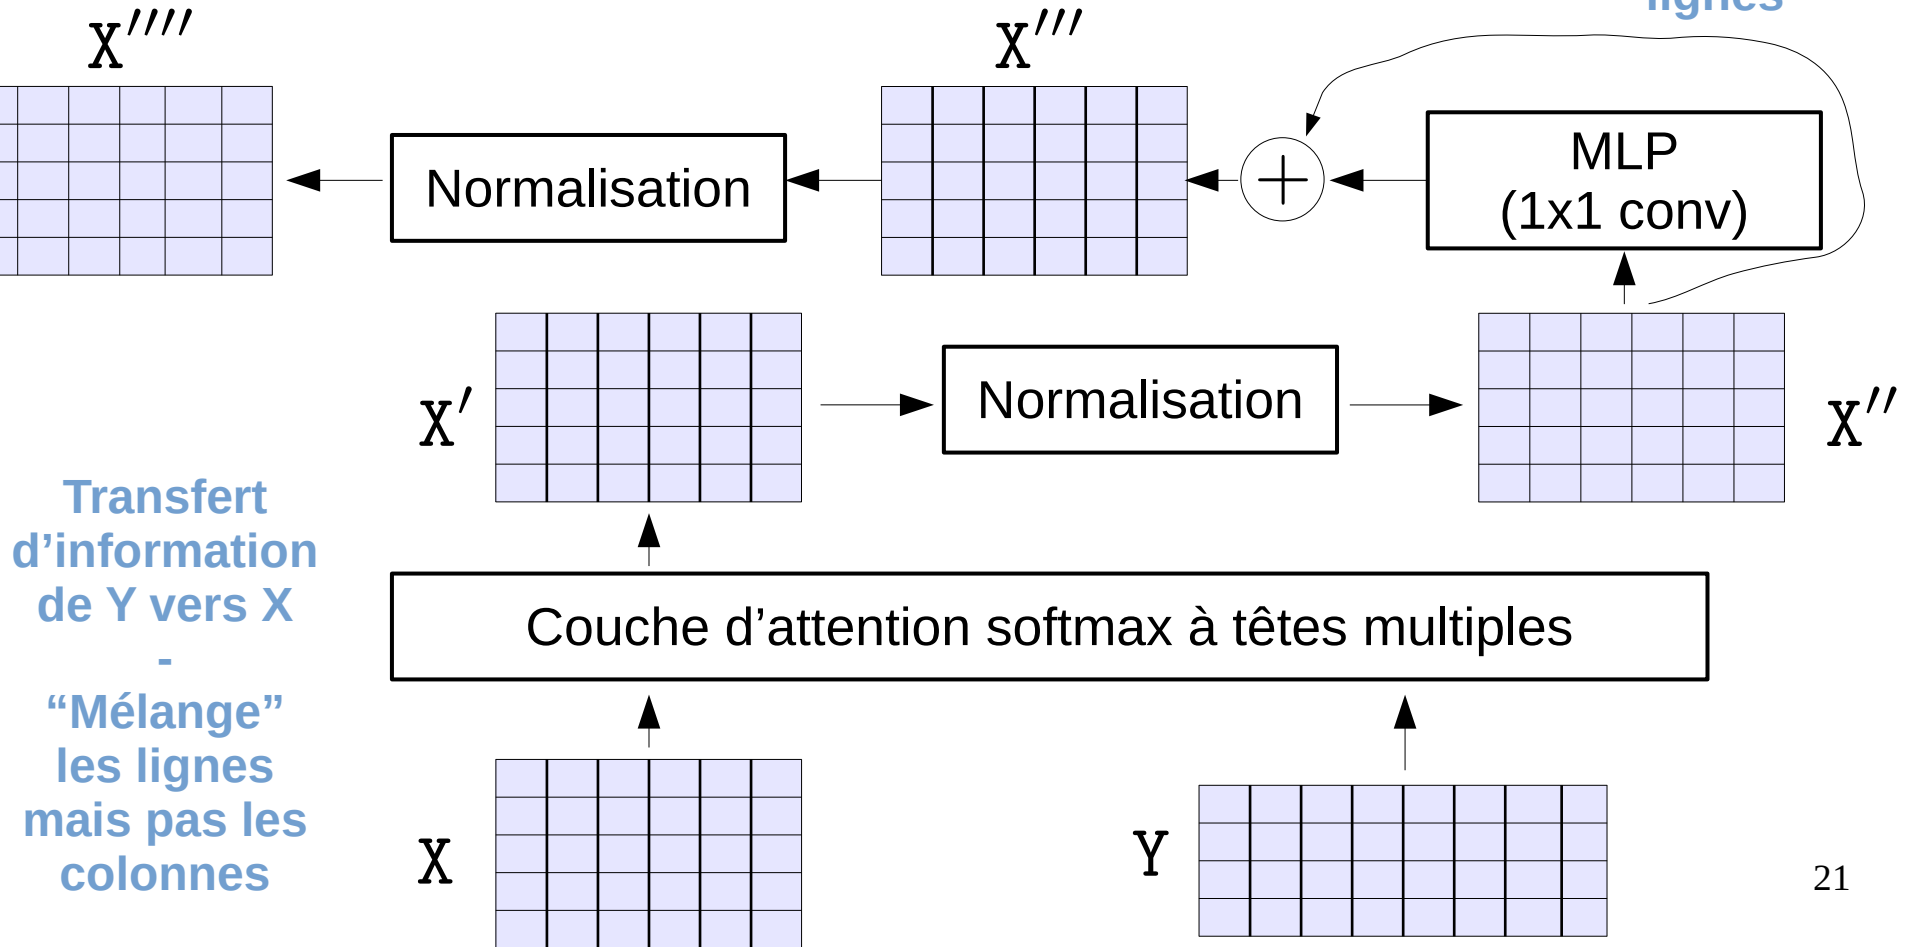 lignes
X′′′′
X′′′
MLP
(1x1 conv)
Normalisation
X′
Normalisation
X′′
Transfert
d’information
de Y vers X
-
“Mélange”
les lignes
mais pas les
colonnes
Couche d’attention softmax à têtes multiples
X
Y
21